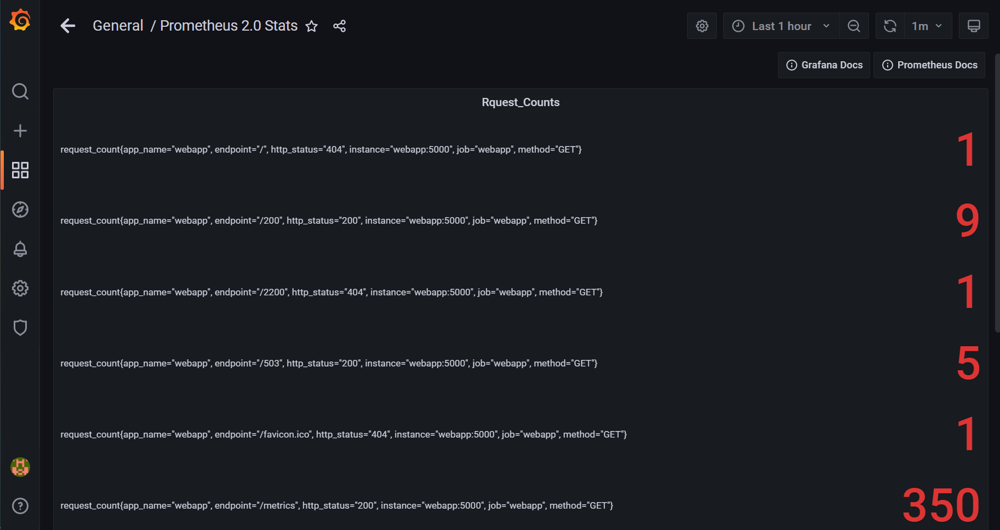 General / Prometheus 2.0 Stats
Last 1 hour
1m
Grafana Docs
Prometheus Docs
Rquest_Counts
request_count{app_name="webapp", endpoint="/", http_status="404", instance="webapp:5000", job="webapp", method="GET"} 1
request_count{app_name="webapp", endpoint="/200", http_status="200", instance="webapp:5000", job="webapp", method="GET"} 9
request_count{app_name="webapp", endpoint="/2200", http_status="404", instance="webapp:5000", job="webapp", method="GET"} 1
request_count{app_name="webapp", endpoint="/503", http_status="200", instance="webapp:5000", job="webapp", method="GET"} 5
request_count{app_name="webapp", endpoint="/favicon.ico", http_status="404", instance="webapp:5000", job="webapp", method="GET"} 1
request_count{app_name="webapp", endpoint="/metrics", http_status="200", instance="webapp:5000", job="webapp", method="GET"} 350